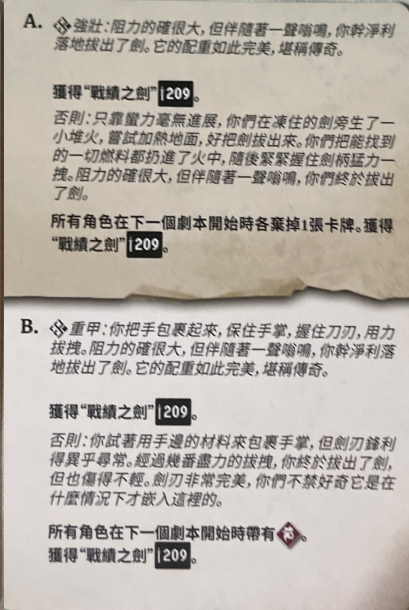 A. 強壯:阻力的確很大,但伴隨著一聲嗡鳴,你幹淨利
落地拔出了劍。它的配重如此完美,堪稱傳奇。
獲得“戰績之劍”209。
否則:只靠蠻力毫無進展,你們在凍住的劍旁生了一
小堆火,嘗試加熱地面,好把劍拔出來。你們把能找到
的一切燃料都扔進了火中,隨後緊緊握住劍柄猛力一
拽。阻力的確很大,但伴隨著一聲嗡鳴,你們終於拔出
了劍。
所有角色在下一個劇本開始時各棄掉1張卡牌。獲得
“戰績之劍”209。
B. 重甲:你把手包裹起來,保住手掌,握住刀刃,用力
拔拽。阻力的確很大,但伴隨著一聲嗡鳴,你幹淨利落
地拔出了劍。它的配重如此完美,堪稱傳奇。
獲得“戰績之劍”209。
否則:你試著用手邊的材料來包裹手掌,但劍刃鋒利
得異乎尋常。經過幾番盡力的拔拽,你終於拔出了劍,
但也傷得不輕。劍刃非常完美,你們不禁好奇它是在
什麼情況下才嵌入這裡的。
所有角色在下一個劇本開始時帶有。
獲得“戰績之劍”209。